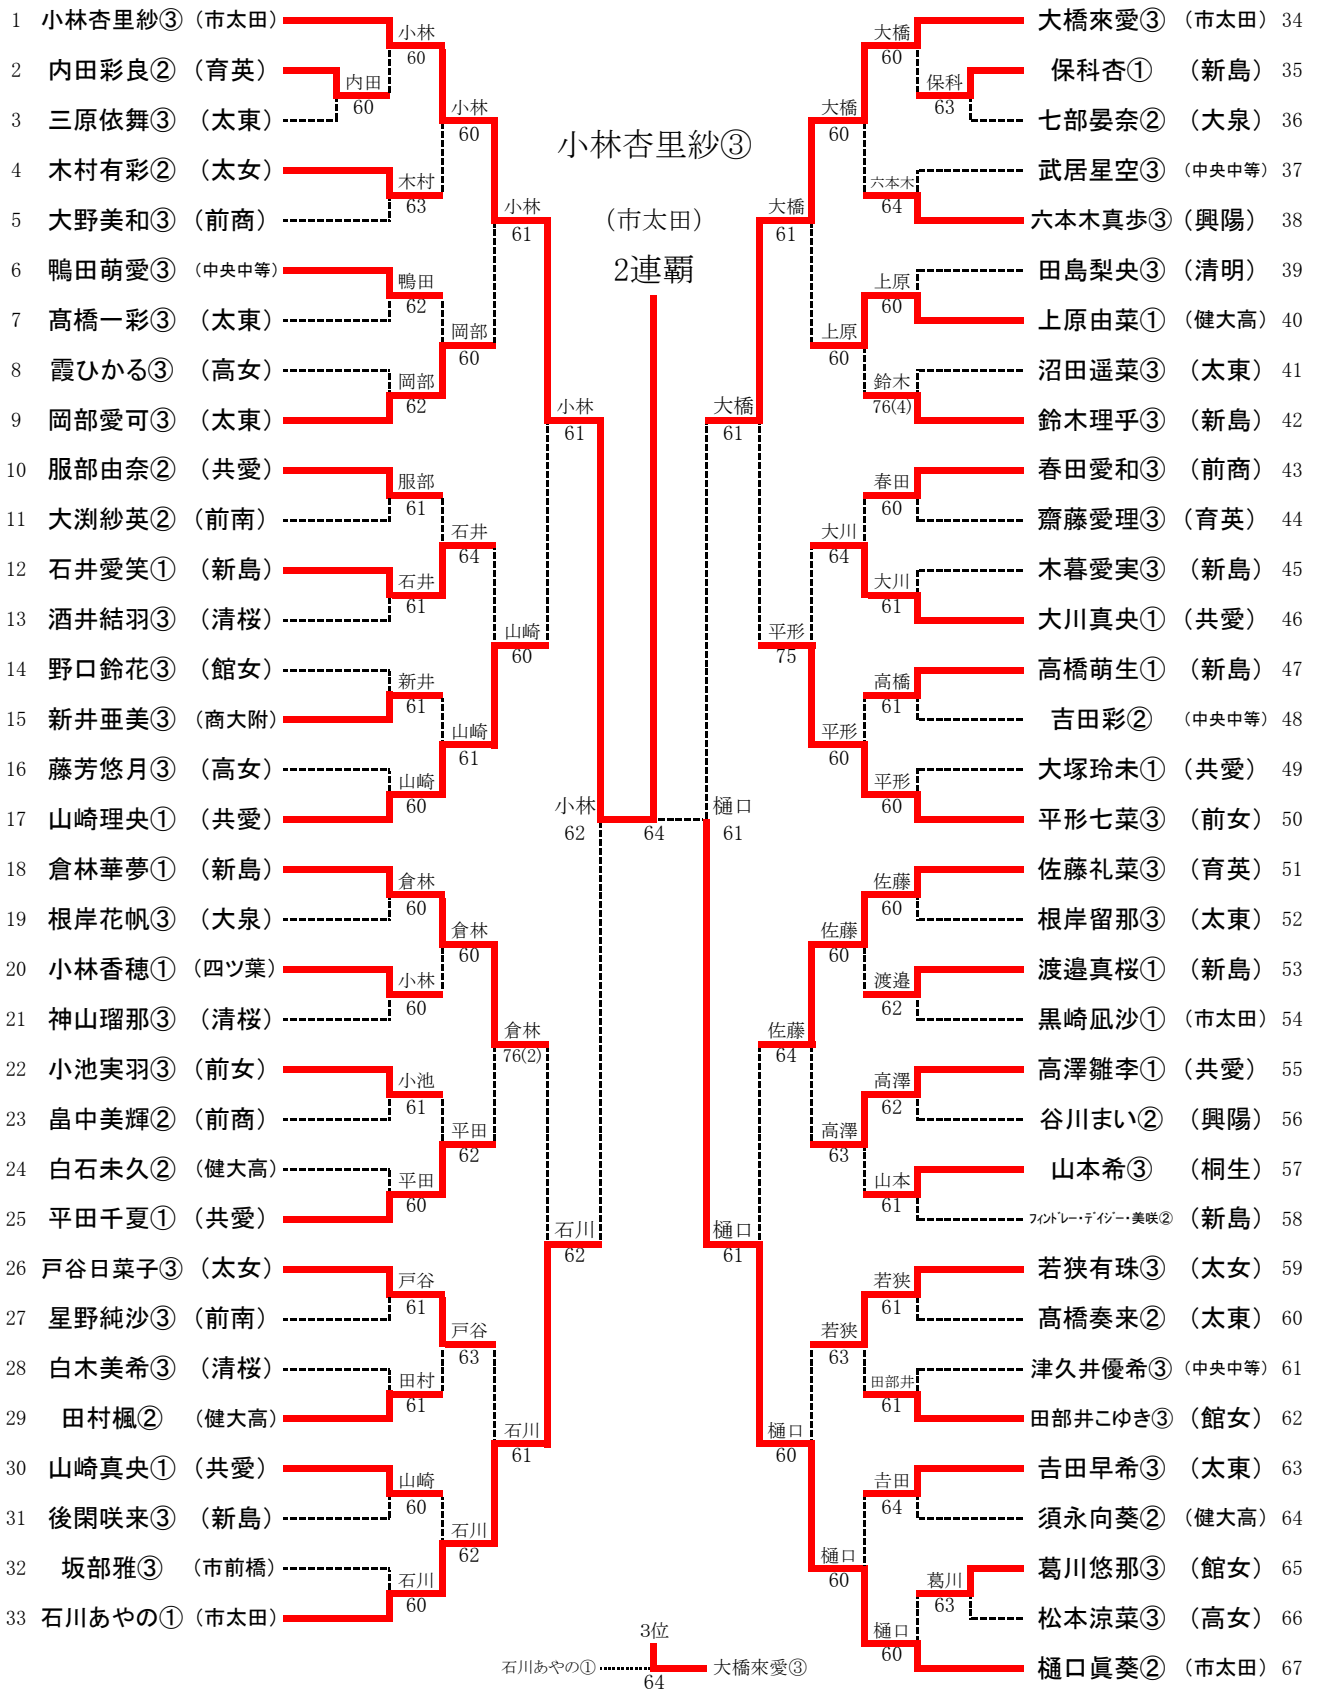 1 小林杏里紗③ (市太田)
2 内田彩良② (育英)
3 三原依舞③ (太東)
4 木村有彩② (太女)
5 大野美和③ (前商)
6 鴨田萌愛③ (中央中等)
7 髙橋一彩③ (太東)
8 霞ひかる③ (高女)
9 岡部愛可③ (太東)
10 服部由奈② (共愛)
11 大渕紗英② (前南)
12 石井愛笑① (新島)
13 酒井結羽③ (清桜)
14 野口鈴花③ (館女)
15 新井亜美③ (商大附)
16 藤芳悠月③ (高女)
17 山崎理央① (共愛)
18 倉林華夢① (新島)
19 根岸花帆③ (大泉)
20 小林香穂① (四ツ葉)
21 神山瑠那③ (清桜)
22 小池実羽③ (前女)
23 畠中美輝② (前商)
24 白石未久② (健大高)
25 平田千夏① (共愛)
26 戸谷日菜子③ (太女)
27 星野純沙③ (前南)
28 白木美希③ (清桜)
29 田村楓② (健大高)
30 山崎真央① (共愛)
31 後閑咲来③ (新島)
32 坂部雅③ (市前橋)
33 石川あやの① (市太田)
小林
60
内田
60
木村
63
鴨田
62
岡部
62
服部
61
石井
61
新井
61
山崎
60
倉林
60
小林
60
小池
61
平田
60
戸谷
61
田村
61
山崎
60
石川
60
小林
60
岡部
60
石井
64
山崎
61
倉林
60
平田
62
戸谷
63
石川
62
小林
61
山崎
60
倉林
76(2)
石川
61
小林
61
石川
62
小林
62
小林杏里紗③
(市太田)
2連覇
64
樋口
61
大橋
61
樋口
61
大橋
61
平形
75
佐藤
64
樋口
60
大橋
60
上原
60
大川
64
平形
60
佐藤
60
高澤
63
若狭
63
樋口
60
大橋
60
保科
63
六本木
64
上原
60
鈴木
76(4)
春田
60
大川
61
高橋
61
平形
60
佐藤
60
渡邉
62
高澤
62
山本
61
若狭
61
田部井
61
吉田
64
葛川
63
樋口
60
大橋來愛③ (市太田) 34
保科杏① (新島) 35
七部晏奈② (大泉) 36
武居星空③ (中央中等) 37
六本木真歩③ (興陽) 38
田島梨央③ (清明) 39
上原由菜① (健大高) 40
沼田遥菜③ (太東) 41
鈴木理乎③ (新島) 42
春田愛和③ (前商) 43
齋藤愛理③ (育英) 44
木暮愛実③ (新島) 45
大川真央① (共愛) 46
高橋萌生① (新島) 47
吉田彩② (中央中等) 48
大塚玲未① (共愛) 49
平形七菜③ (前女) 50
佐藤礼菜③ (育英) 51
根岸留那③ (太東) 52
渡邉真桜① (新島) 53
黒崎凪沙① (市太田) 54
高澤雛李① (共愛) 55
谷川まい② (興陽) 56
山本希③ (桐生) 57
フィンドレー・デイジー・美咲② (新島) 58
若狭有珠③ (太女) 59
髙橋奏来② (太東) 60
津久井優希③ (中央中等) 61
田部井こゆき③ (館女) 62
吉田早希③ (太東) 63
須永向葵② (健大高) 64
葛川悠那③ (館女) 65
松本涼菜③ (高女) 66
樋口眞葵② (市太田) 67
3位
石川あやの① 大橋來愛③
64